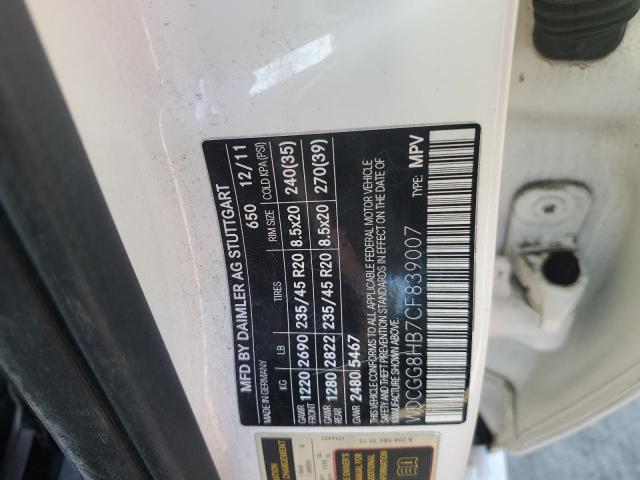 MFD BY DAIMLER AG STUTTGART
MADE IN GERMANY 650 12/11
KG LB TIRES RIM SIZE COLD KPA(PSI)
GAWR FRONT 1220 2690 235/45 R20 8.5x20 240(35)
GAWR REAR 1280 2822 235/45 R20 8.5x20 270(39)
GVWR 2480 5467
THIS VEHICLE CONFORMS TO ALL APPLICABLE FEDERAL MOTOR VEHICLE
SAFETY AND THEFT PREVENTION STANDARDS IN EFFECT ON THE DATE OF
MANUFACTURE SHOWN ABOVE.
WDCGG8HB7CF839007 TYPE: MPV